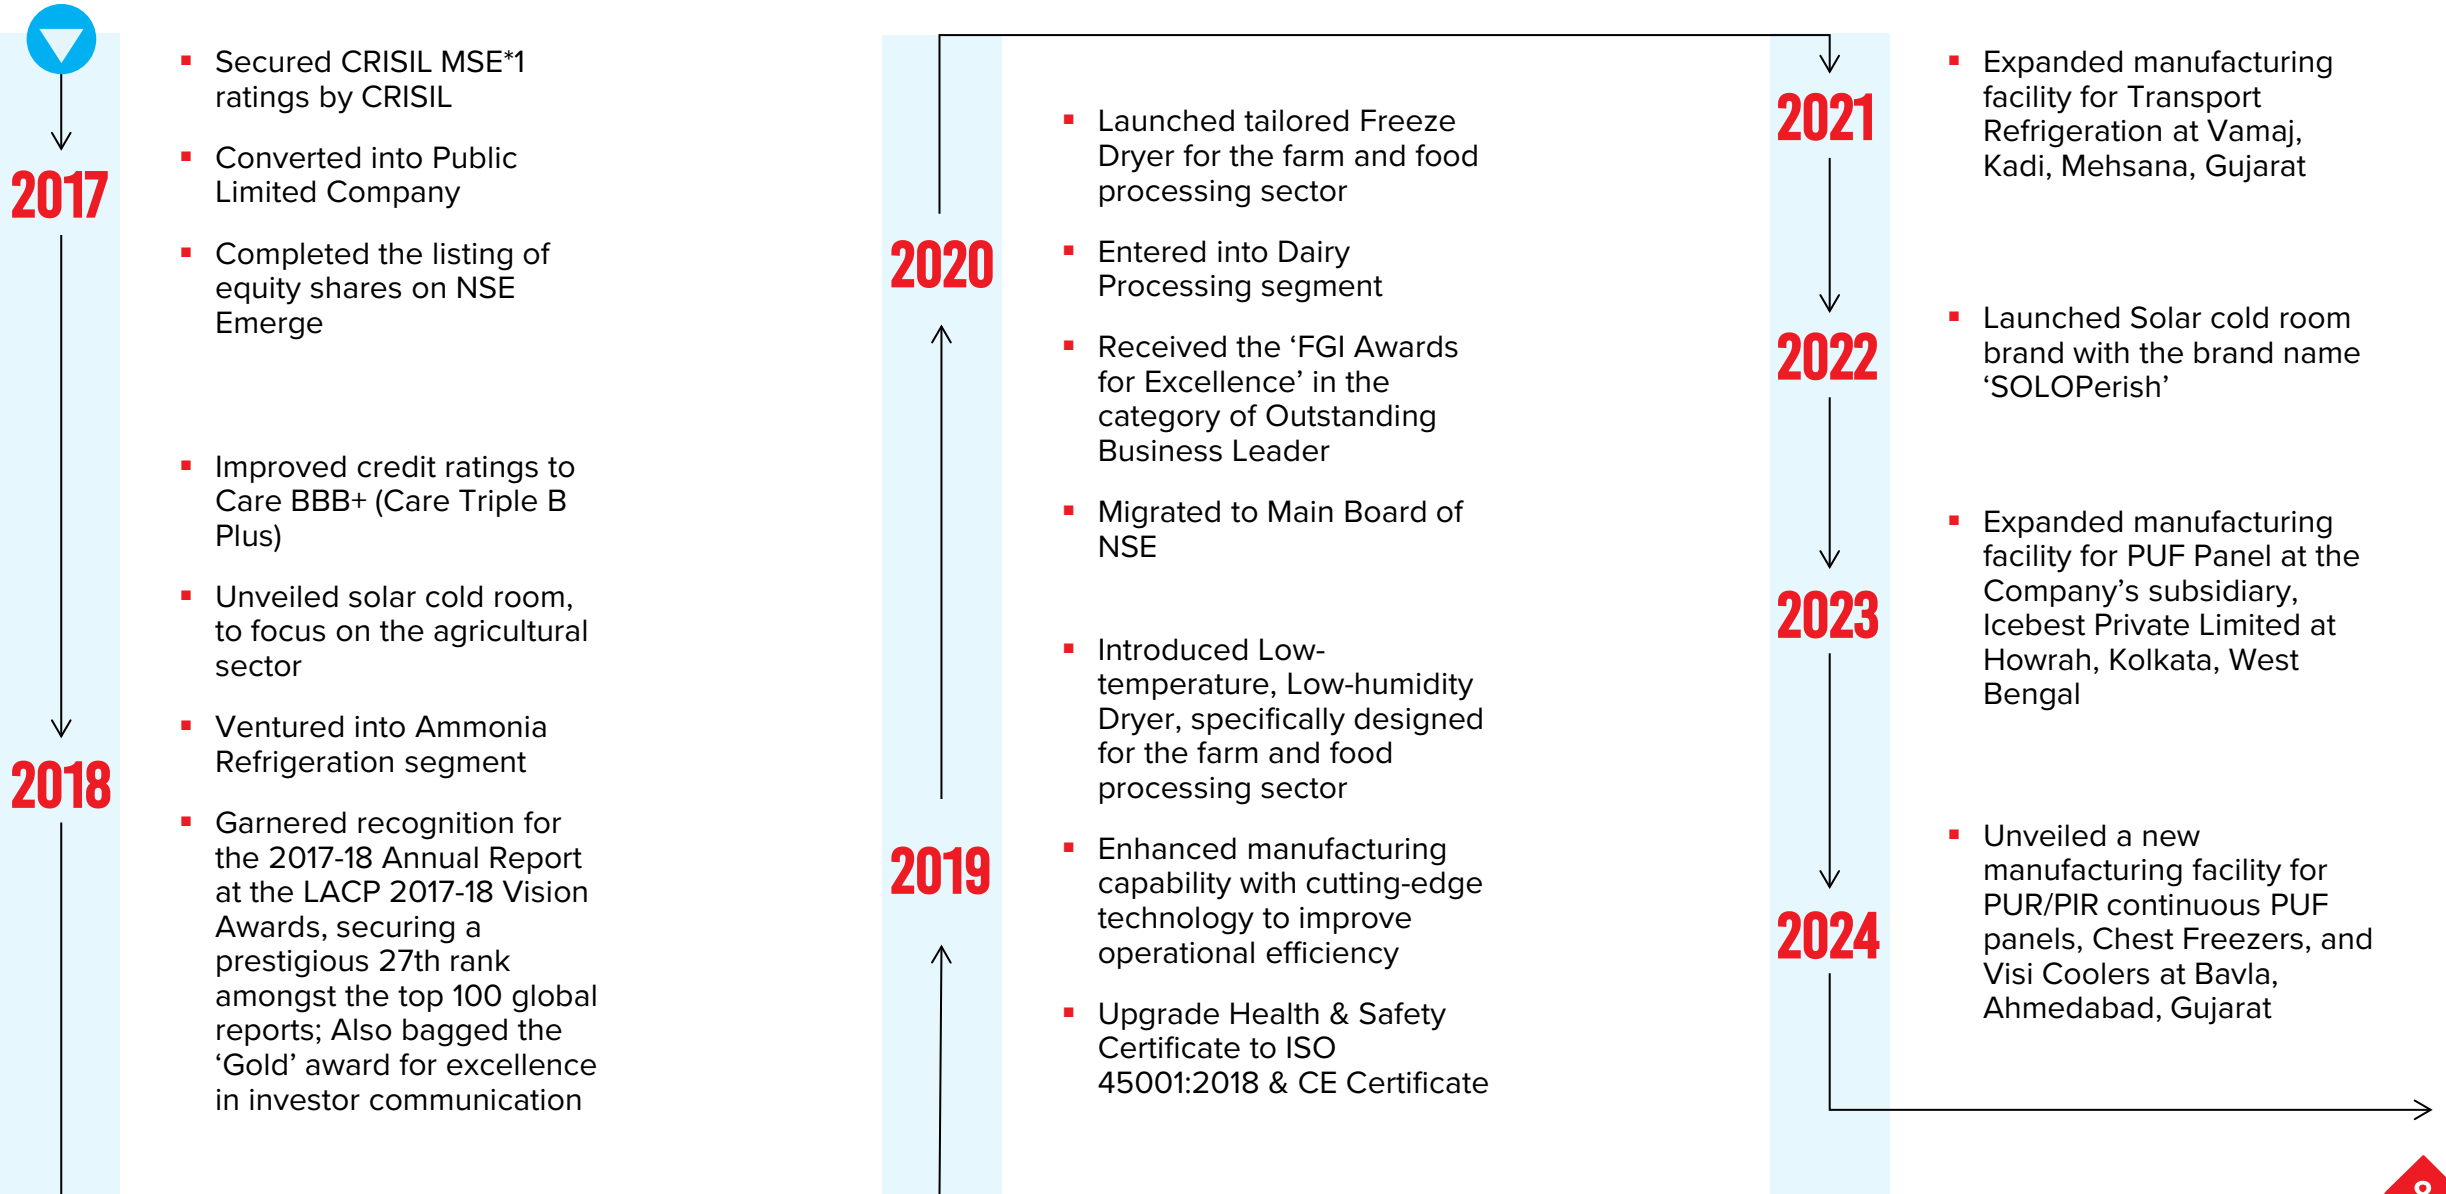 2017
▪ Secured CRISIL MSE*1
ratings by CRISIL
▪ Converted into Public
Limited Company
▪ Completed the listing of
equity shares on NSE
Emerge
2018
▪ Improved credit ratings to
Care BBB+ (Care Triple B
Plus)
▪ Unveiled solar cold room,
to focus on the agricultural
sector
▪ Ventured into Ammonia
Refrigeration segment
▪ Garnered recognition for
the 2017-18 Annual Report
at the LACP 2017-18 Vision
Awards, securing a
prestigious 27th rank
amongst the top 100 global
reports; Also bagged the
‘Gold’ award for excellence
in investor communication
2020
▪ Launched tailored Freeze
Dryer for the farm and food
processing sector
▪ Entered into Dairy
Processing segment
▪ Received the ‘FGI Awards
for Excellence’ in the
category of Outstanding
Business Leader
▪ Migrated to Main Board of
NSE
2019
▪ Introduced Low-
temperature, Low-humidity
Dryer, specifically designed
for the farm and food
processing sector
▪ Enhanced manufacturing
capability with cutting-edge
technology to improve
operational efficiency
▪ Upgrade Health & Safety
Certificate to ISO
45001:2018 & CE Certificate
2021
▪ Expanded manufacturing
facility for Transport
Refrigeration at Vamaj,
Kadi, Mehsana, Gujarat
2022
▪ Launched Solar cold room
brand with the brand name
‘SOLOPerish’
2023
▪ Expanded manufacturing
facility for PUF Panel at the
Company’s subsidiary,
Icebest Private Limited at
Howrah, Kolkata, West
Bengal
2024
▪ Unveiled a new
manufacturing facility for
PUR/PIR continuous PUF
panels, Chest Freezers, and
Visi Coolers at Bavla,
Ahmedabad, Gujarat